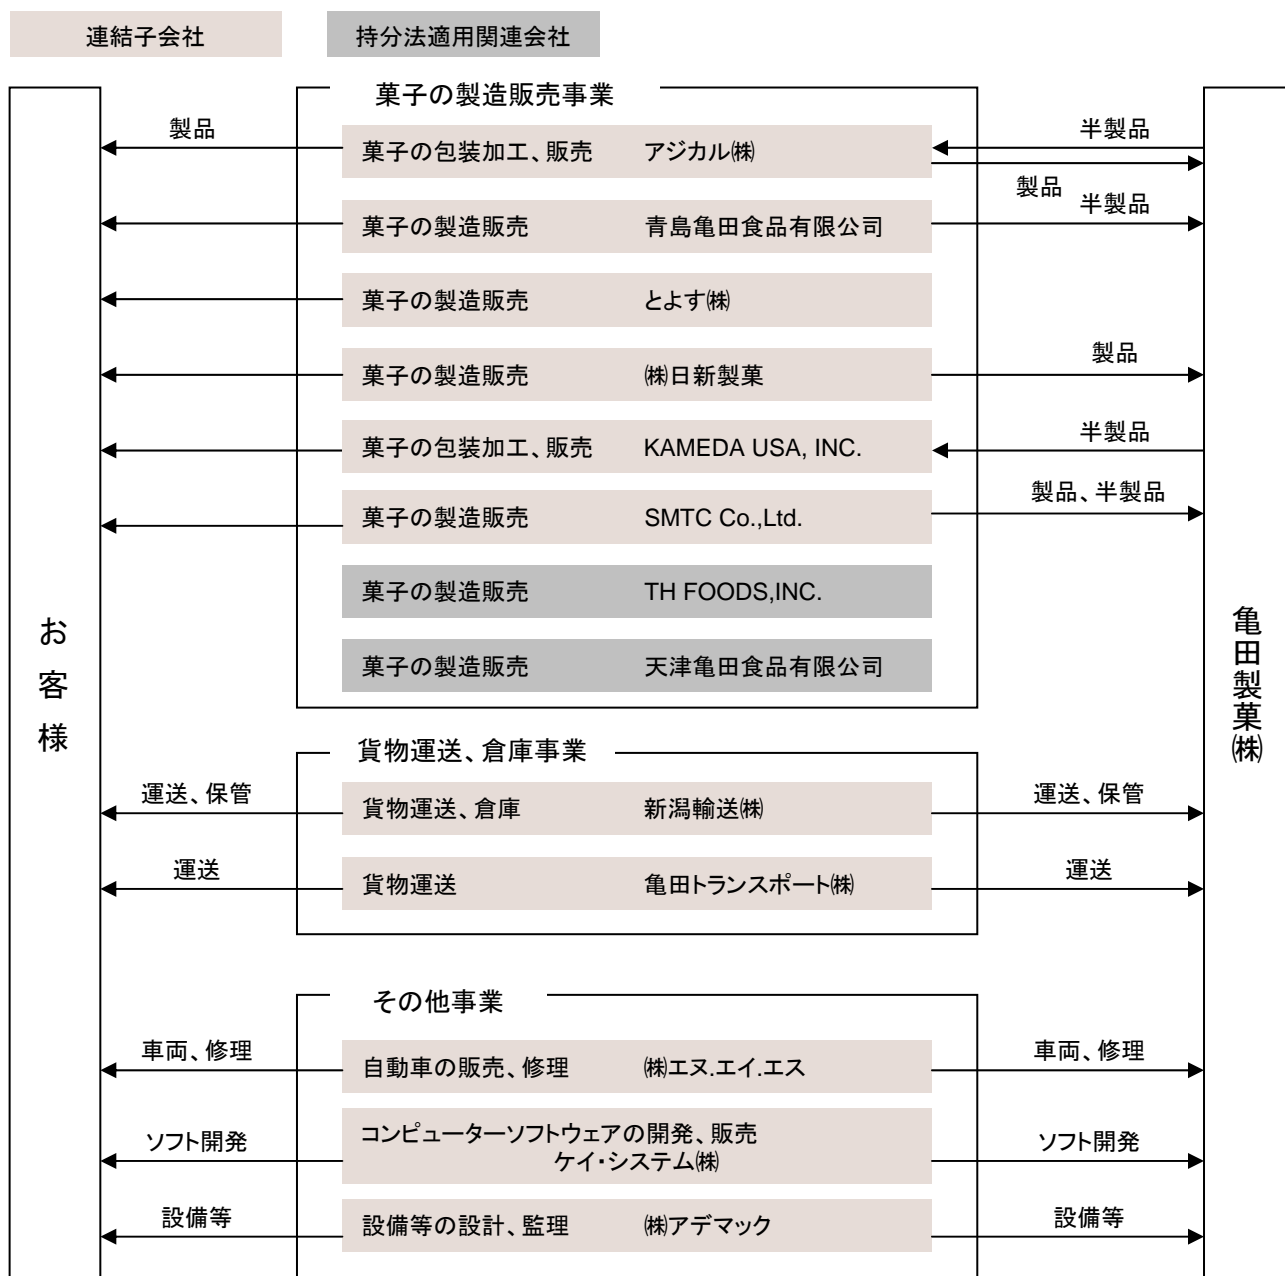 連結子会社
持分法適用関連会社
菓子の製造販売事業
製品
菓子の包装加工、販売 アジカル㈱
半製品
製品
菓子の製造販売 青島亀田食品有限公司
半製品
菓子の製造販売 とよす㈱
菓子の製造販売 ㈱日新製菓
製品
菓子の包装加工、販売 KAMEDA USA, INC.
半製品
菓子の製造販売 SMTC Co.,Ltd.
製品、半製品
菓子の製造販売 TH FOODS,INC.
菓子の製造販売 天津亀田食品有限公司
お客様
亀田製菓㈱
貨物運送、倉庫事業
運送、保管
貨物運送、倉庫 新潟輸送㈱
運送、保管
運送
貨物運送 亀田トランスポート㈱
運送
その他事業
車両、修理
自動車の販売、修理 ㈱エヌ.エイ.エス
車両、修理
ソフト開発
コンピューターソフトウェアの開発、販売
ケイ・システム㈱
ソフト開発
設備等
設備等の設計、監理 ㈱アデマック
設備等